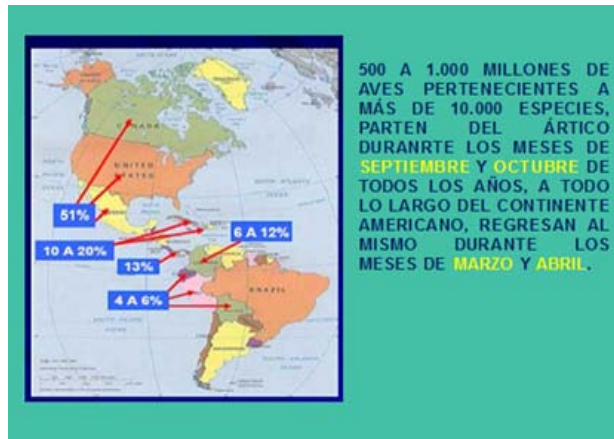 500 A 1.000 MILLONES DE
AVES PERTENECIENTES A
MÁS DE 10.000 ESPECIES,
PARTEN DEL ÁRTICO
DURANRTE LOS MESES DE
SEPTIEMBRE Y OCTUBRE DE
TODOS LOS AÑOS, A TODO
LO LARGO DEL CONTINENTE
AMERICANO, REGRESAN AL
MISMO DURANTE LOS
MESES DE MARZO Y ABRIL.
CANADA
UNITED
STATES
51%
10 A 20%
6 A 12%
13%
4 A 6%
BRAZIL